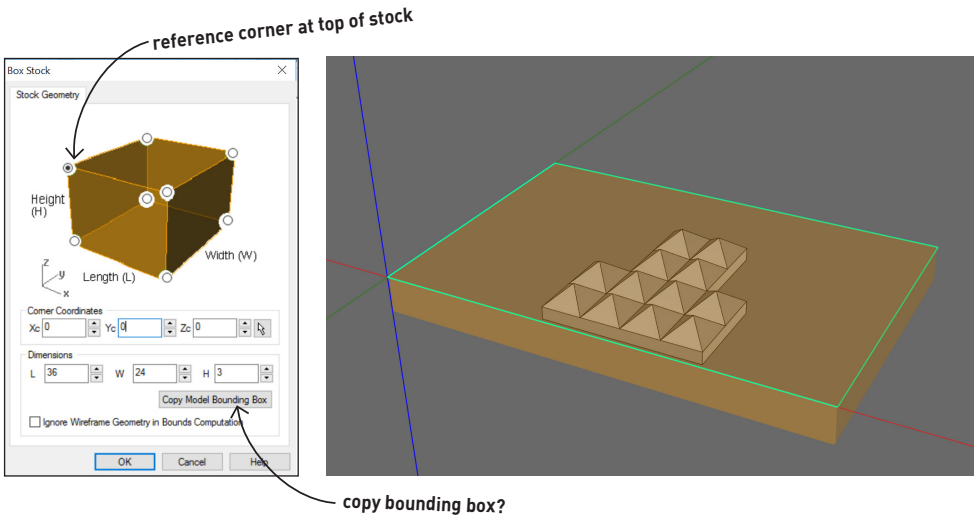 reference corner at top of stock
Box Stock
Stock Geometry
Height
(H)
Width (W)
Length (L)
z
y
x
Corner Coordinates
Xc 0 Yc 0 Zc 0
Dimensions
L 36 W 24 H 3
Copy Model Bounding Box
Ignore Wireframe Geometry in Bounds Computation
OK Cancel Help
copy bounding box?